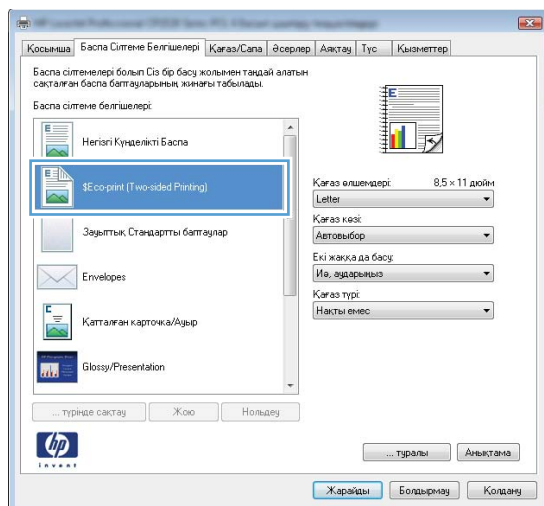 Қосымша Баспа Сілтеме Белгішелері Қағаз/Сапа Әсерлер Аяқтау Түс Қызметтер
Баспа сілтемелері болып Сіз бір басу жолымен таңдай алатын
сақталған баспа баптауларының жинағы табылады.
Баспа сілтеме белгішелері:
Негізгі Күнделікті Баспа
$Eco-print (Two-sided Printing)
Зауыттық Стандартты баптаулар
Envelopes
Қатталған карточка/Ауыр
Glossy/Presentation
... түрінде сақтау Жою Нольдеу
Қағаз өлшемдері: 8,5 × 11 дюйм
Letter
Қағаз көзі:
Автовыбор
Екі жаққа да басу:
Иә, аударыңыз
Қағаз түрі:
Нақты емес
hp
invent
... туралы Анықтама
Жарайды Болдырмау Қолдану